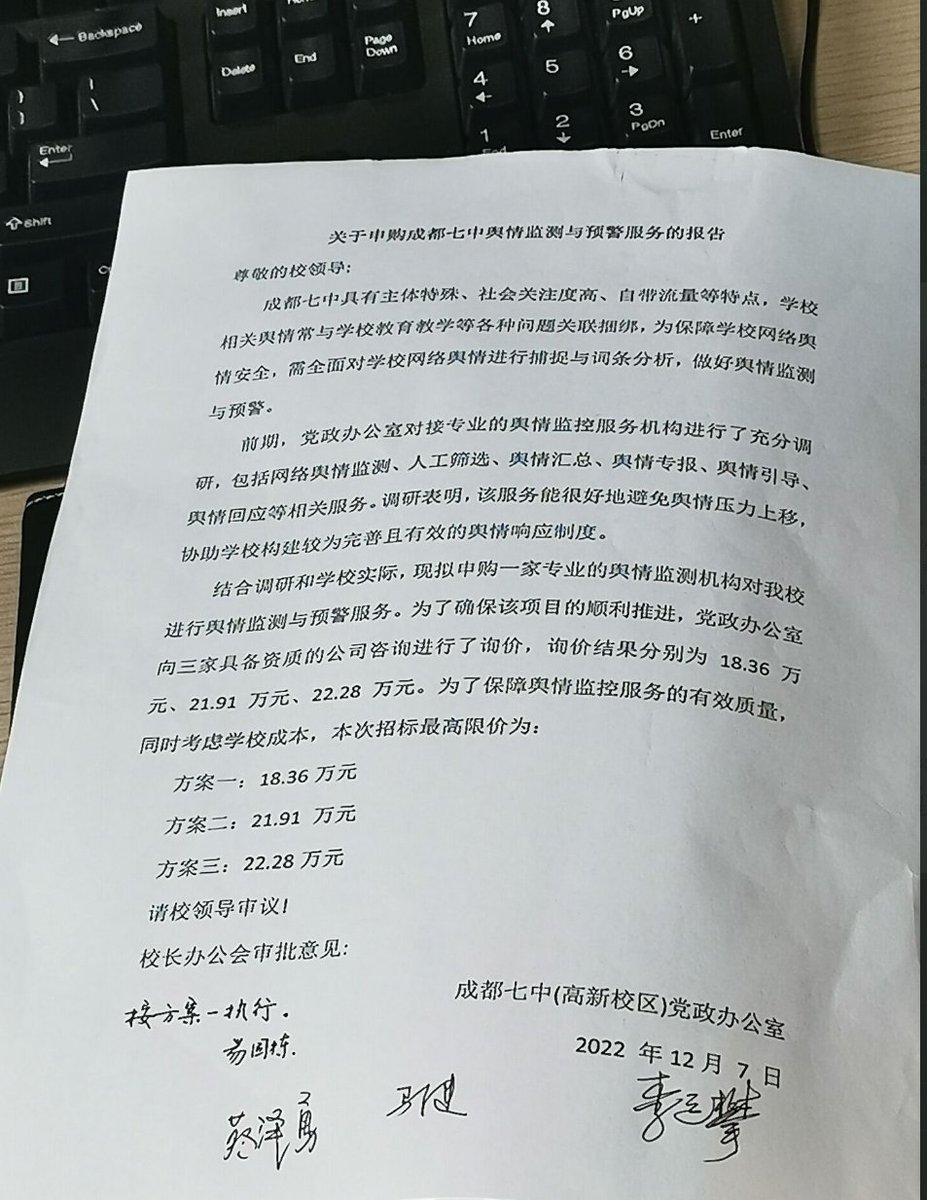 Backspace
Insert
Delete
End
Page Down
7 Home
8
PgUp
+
4
5
6
1 End
2
3 PgDn
Enter
}
|
\
Enter
Shift
关于申购成都七中舆情监测与预警服务的报告
尊敬的校领导:
成都七中具有主体特殊、社会关注度高、自带流量等特点，学校
相关舆情常与学校教育教学等各种问题关联捆绑，为保障学校网络舆
情安全，需全面对学校网络舆情进行捕捉与词条分析，做好舆情监测
与预警。
前期，党政办公室对接专业的舆情监控服务机构进行了充分调
研，包括网络舆情监测、人工筛选、舆情汇总、舆情专报、舆情引导、
舆情回应等相关服务。调研表明，该服务能很好地避免舆情压力上移，
协助学校构建较为完善且有效的舆情响应制度。
结合调研和学校实际，现拟申购一家专业的舆情监测机构对我校
进行舆情监测与预警服务。为了确保该项目的顺利推进，党政办公室
向三家具备资质的公司咨询进行了询价，询价结果分别为 18.36 万
元、21.91 万元、22.28 万元。为了保障舆情监控服务的有效质量，
同时考虑学校成本，本次招标最高限价为：
方案一：18.36 万元
方案二：21.91 万元
方案三：22.28 万元
请校领导审议!
校长办公会审批意见:
成都七中(高新校区)党政办公室
2022 年 12 月 7 日
按方案一执行。
易国栋.
蔡泽勇
马健